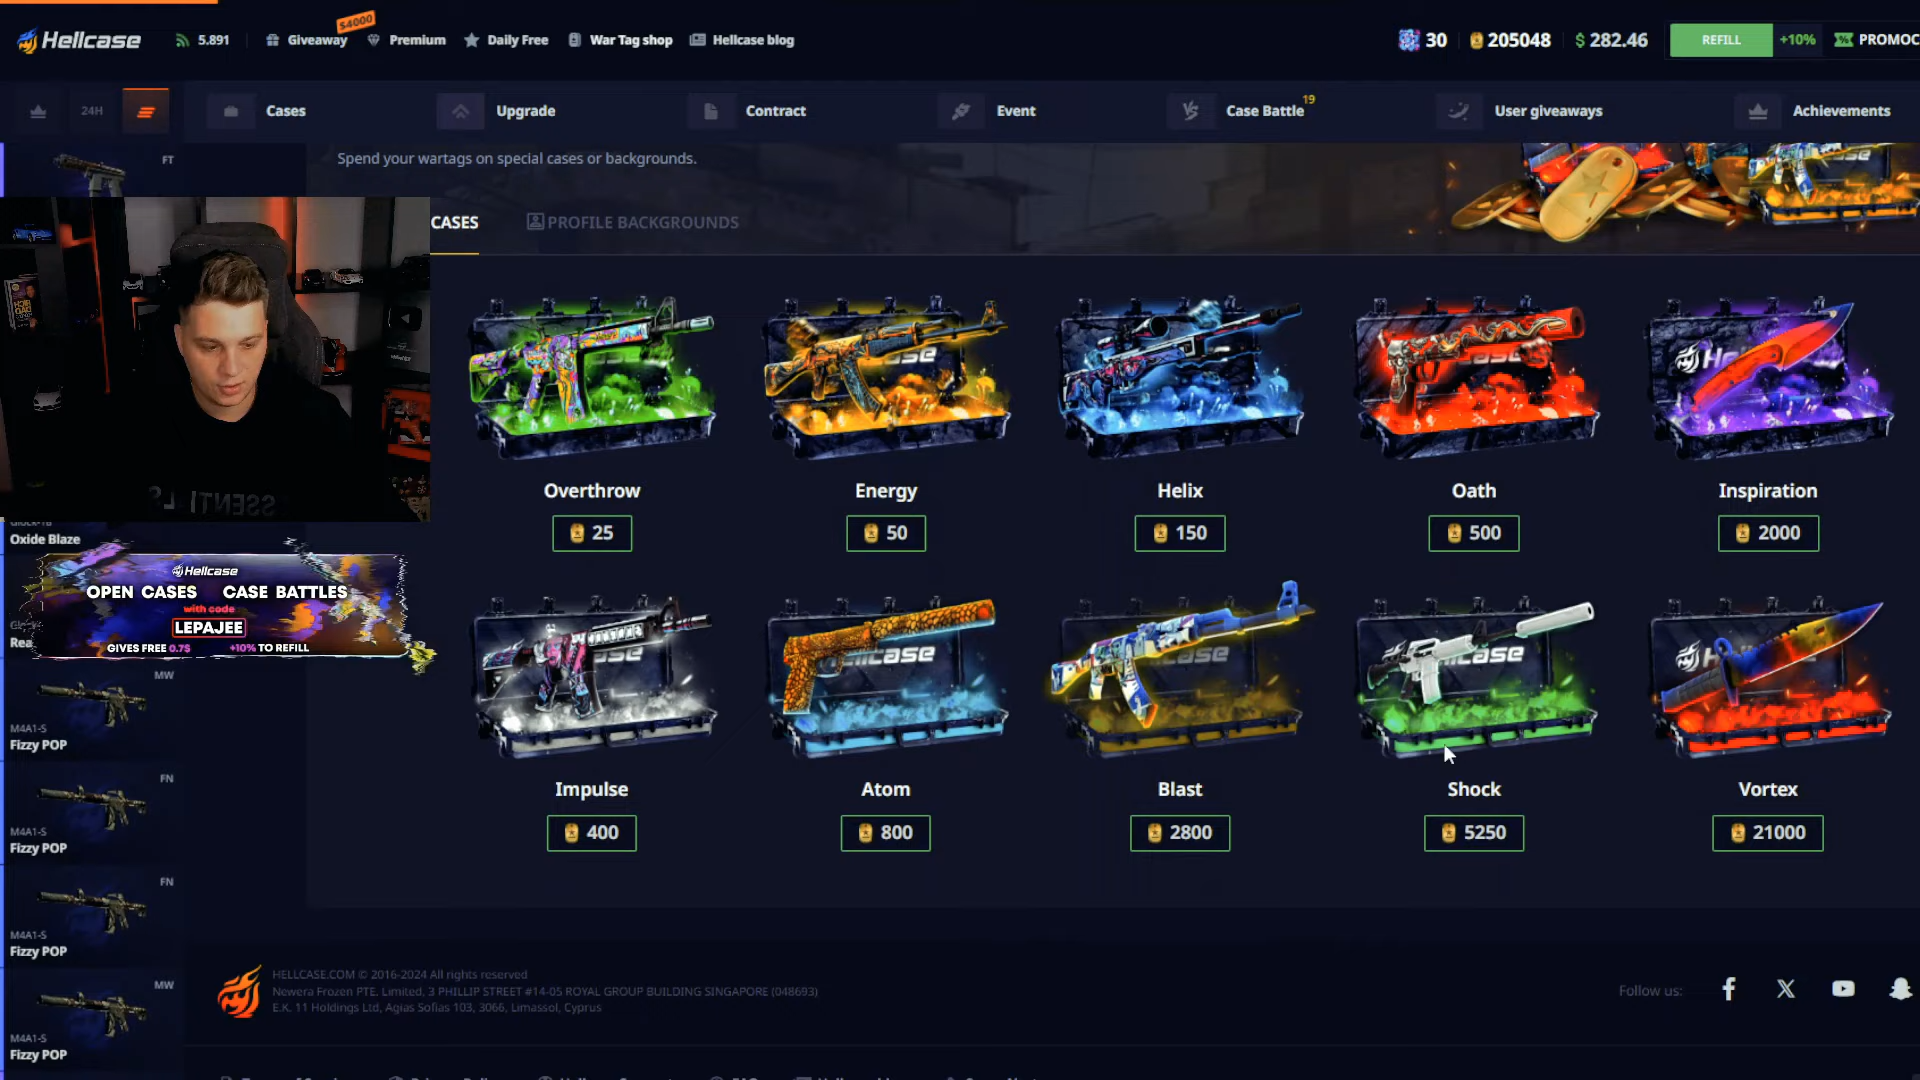 Hellcase
5.891
Giveaway
$4000
Premium
Daily Free
War Tag shop
Hellcase blog
30
205048
$ 282.46
REFILL
+10%
PROMOC
24H
Cases
Upgrade
Contract
Event
Case Battle
19
User giveaways
Achievements
FT
Spend your wartags on special cases or backgrounds.
CASES
PROFILE BACKGROUNDS
Overthrow
25
Energy
50
Helix
150
Oath
500
Inspiration
2000
Oxide Blaze
Hellcase
OPEN CASES CASE BATTLES
with code
LEPAJEE
GIVES FREE 0.7$ +10% TO REFILL
Rea
MW
M4A1-S
Fizzy POP
FN
M4A1-S
Fizzy POP
FN
M4A1-S
Fizzy POP
MW
M4A1-S
Fizzy POP
Impulse
400
Atom
800
Blast
2800
Shock
5250
Vortex
21000
HELLCASE.COM © 2016-2024 All rights reserved
Newera Frozen PTE. Limited, 3 PHILLIP STREET #14-05 ROYAL GROUP BUILDING SINGAPORE (048693)
E.K. 11 Holdings Ltd, Agias Sofias 103, 3066, Limassol, Cyprus
Follow us: